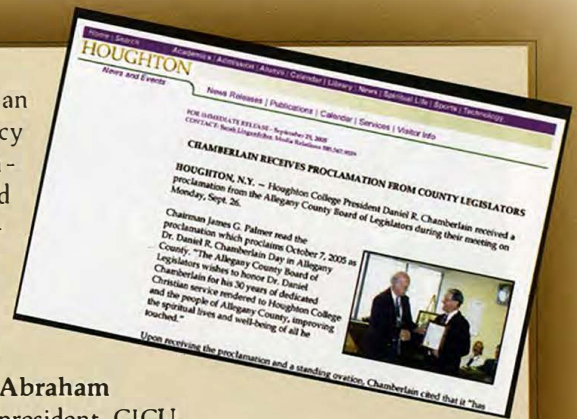 an
cy
d
Abraham
president, CICU
Home | Search
Academics | Admission | Alumni | Calendar | Library | News | Spiritual Life | Sports | Technology
HOUGHTON
News and Events
News Releases | Publications | Calendar | Services | Visitor Info
FOR IMMEDIATE RELEASE - September 29, 2005
CONTACT: Media Relations
CHAMBERLAIN RECEIVES PROCLAMATION FROM COUNTY LEGISLATORS
HOUGHTON, N.Y. – Houghton College President Daniel R. Chamberlain received a
proclamation from the Allegany County Board of Legislators during their meeting on
Monday, Sept. 26.
Chairman James G. Palmer read the
proclamation which proclaims October 7, 2005 as
Dr. Daniel R. Chamberlain Day in Allegany
County. "The Allegany County Board of
Legislators wishes to honor Dr. Daniel
Chamberlain for his 30 years of dedicated
Christian service rendered to Houghton College
and the people of Allegany County, improving
the spiritual lives and well-being of all he
touched."
Upon receiving the proclamation and a standing ovation, Chamberlain cited that it "has